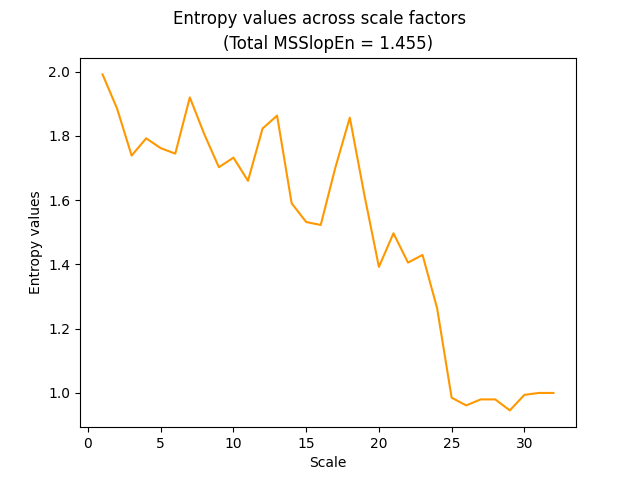 Entropy values across scale factors
(Total MSSlopEn = 1.455)
2.0
1.8
1.6
1.4
1.2
1.0
Entropy values
0 5 10 15 20 25 30
Scale